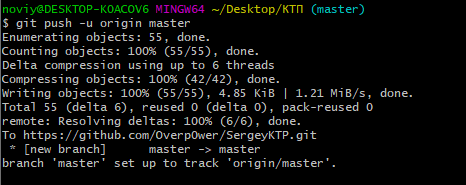 noviy@DESKTOP-KOACOV6 MINGW64 ~/Desktop/КТП (master)
$ git push -u origin master
Enumerating objects: 55, done.
Counting objects: 100% (55/55), done.
Delta compression using up to 6 threads
Compressing objects: 100% (42/42), done.
Writing objects: 100% (55/55), 4.85 KiB | 1.21 MiB/s, done.
Total 55 (delta 6), reused 0 (delta 0), pack-reused 0
remote: Resolving deltas: 100% (6/6), done.
To https://github.com/Overp0wer/SergeyKTP.git
 * [new branch]      master -> master
branch 'master' set up to track 'origin/master'.